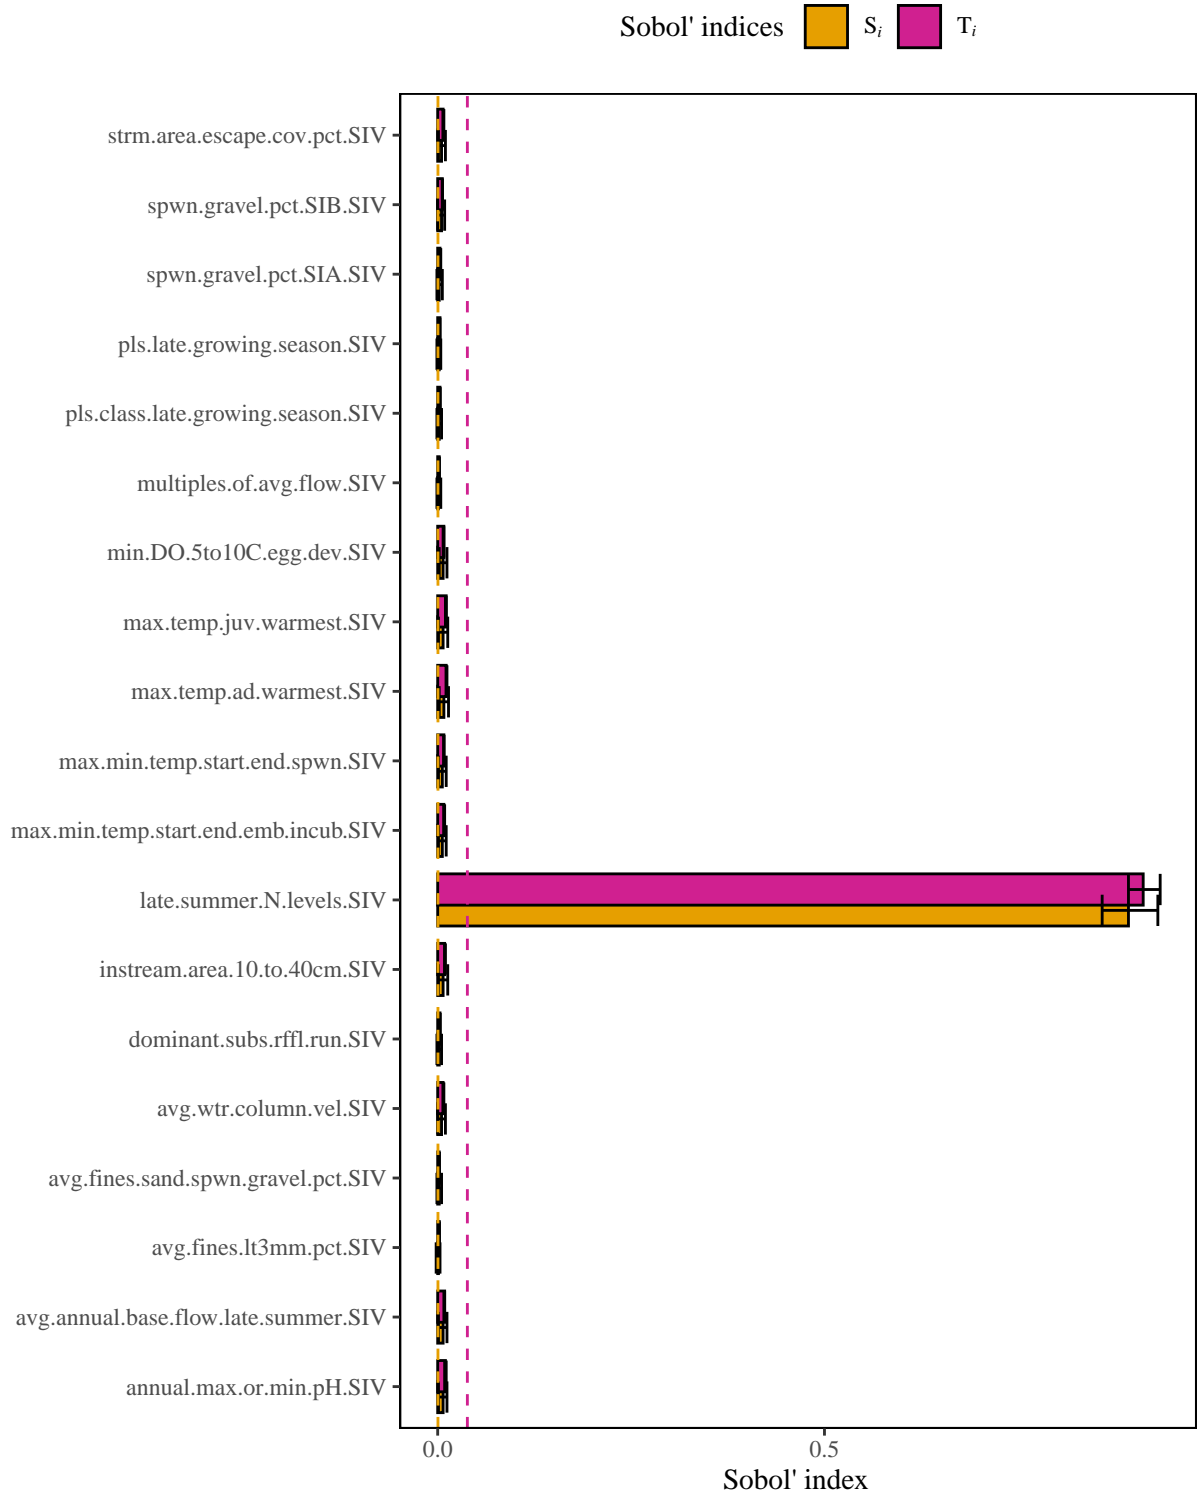 Sobol' indices Sᵢ Tᵢ
strm.area.escape.cov.pct.SIV
spwn.gravel.pct.SIB.SIV
spwn.gravel.pct.SIA.SIV
pls.late.growing.season.SIV
pls.class.late.growing.season.SIV
multiples.of.avg.flow.SIV
min.DO.5to10C.egg.dev.SIV
max.temp.juv.warmest.SIV
max.temp.ad.warmest.SIV
max.min.temp.start.end.spwn.SIV
max.min.temp.start.end.emb.incub.SIV
late.summer.N.levels.SIV
instream.area.10.to.40cm.SIV
dominant.subs.rffl.run.SIV
avg.wtr.column.vel.SIV
avg.fines.sand.spwn.gravel.pct.SIV
avg.fines.lt3mm.pct.SIV
avg.annual.base.flow.late.summer.SIV
annual.max.or.min.pH.SIV
0.0 0.5
Sobol' index